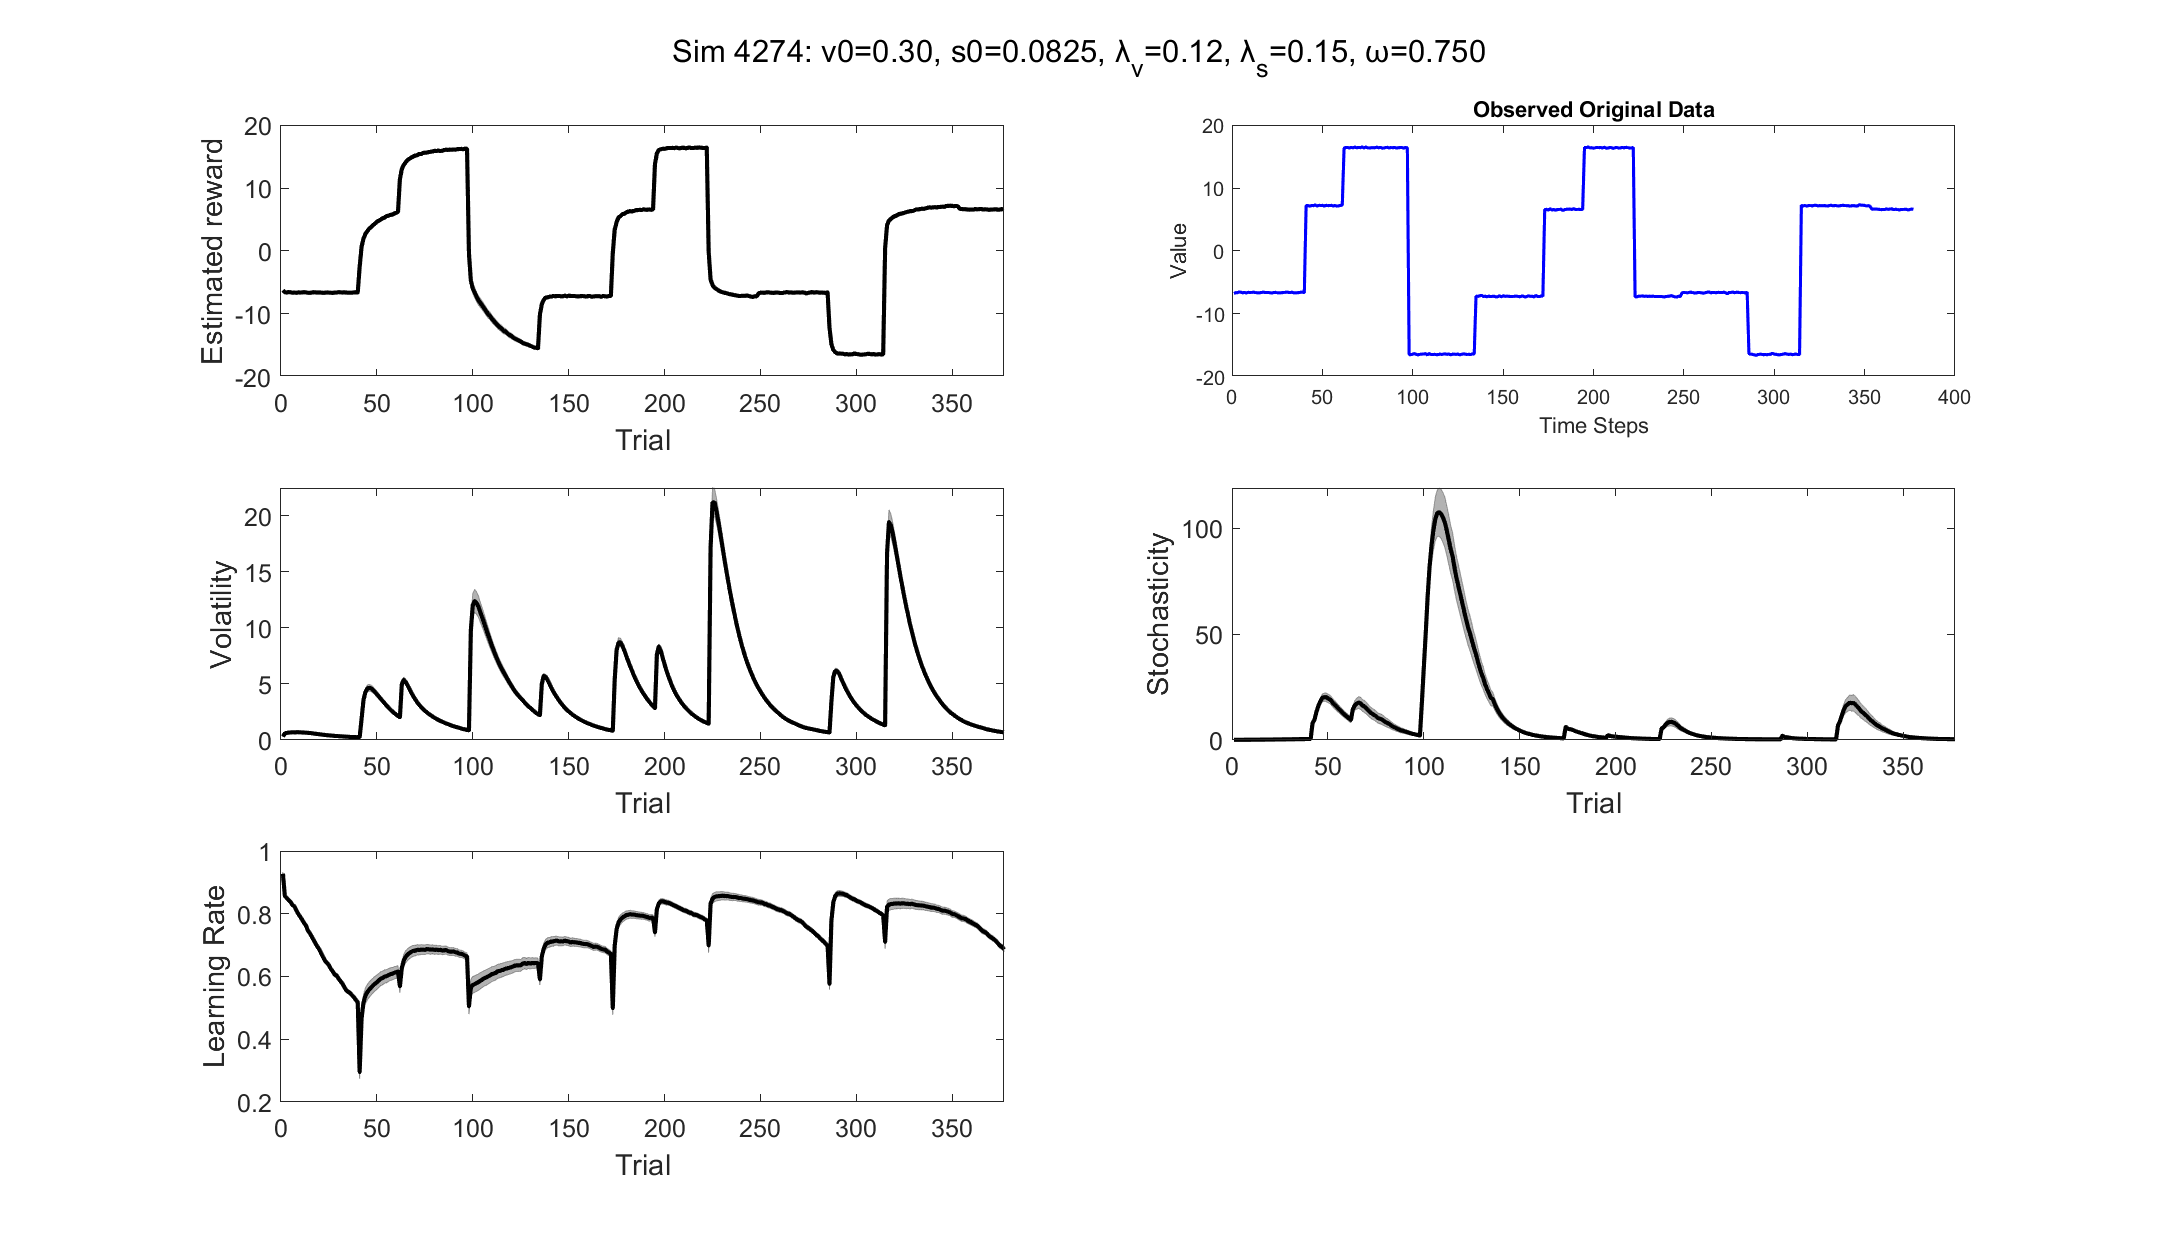 Sim 4274: v0=0.30, s0=0.0825, λ_v=0.12, λ_s=0.15, ω=0.750
20
10
0
-10
-20
Estimated reward
0 50 100 150 200 250 300 350
Trial
Observed Original Data
20
10
0
-10
-20
Value
0 50 100 150 200 250 300 350 400
Time Steps
20
15
10
5
0
Volatility
0 50 100 150 200 250 300 350
Trial
100
50
0
Stochasticity
0 50 100 150 200 250 300 350
Trial
1
0.8
0.6
0.4
0.2
Learning Rate
0 50 100 150 200 250 300 350
Trial